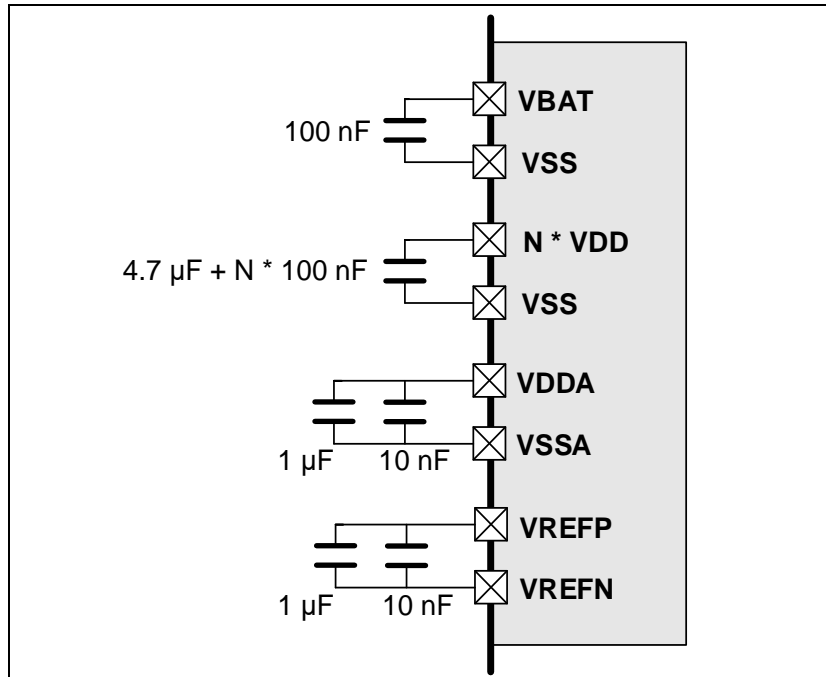 VBAT
100 nF
VSS
N * VDD
4.7 µF + N * 100 nF
VSS
VDDA
VSSA
1 µF
10 nF
VREFP
VREFN
1 µF
10 nF